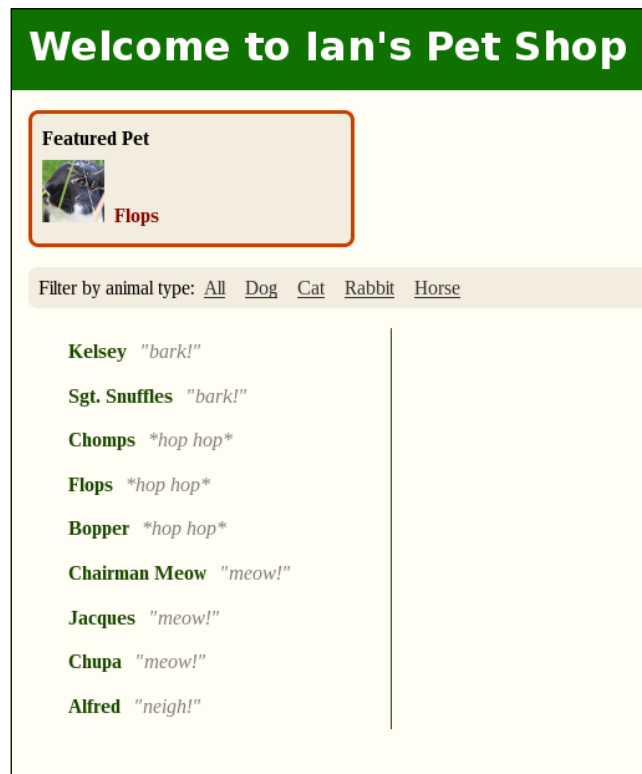 Welcome to Ian's Pet Shop
Featured Pet
Flops
Filter by animal type: All Dog Cat Rabbit Horse
Kelsey "bark!"
Sgt. Snuffles "bark!"
Chomps *hop hop*
Flops *hop hop*
Bopper *hop hop*
Chairman Meow "meow!"
Jacques "meow!"
Chupa "meow!"
Alfred "neigh!"